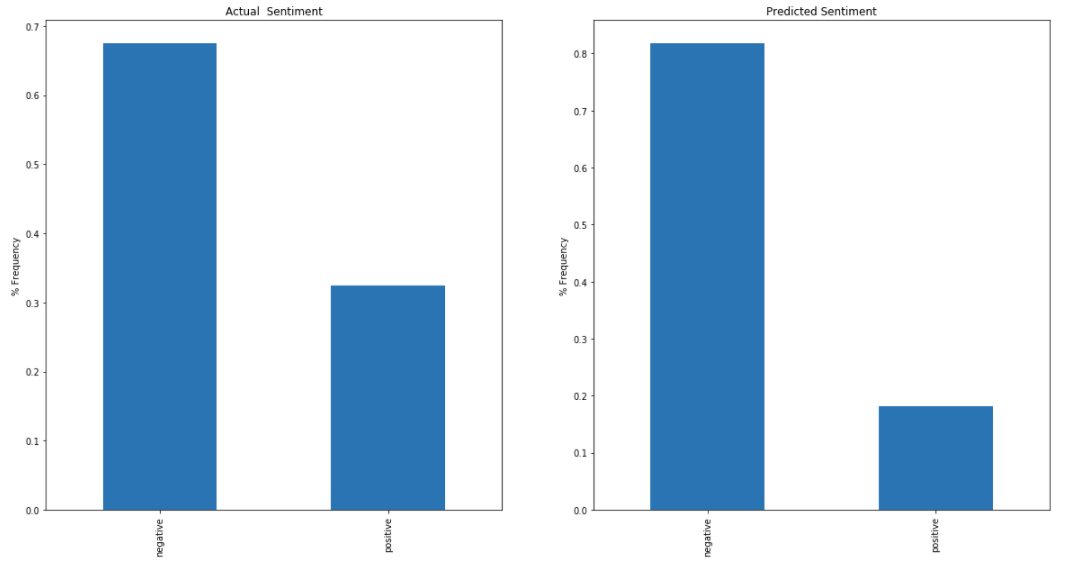 Actual  Sentiment
% Frequency
0.7
0.6
0.5
0.4
0.3
0.2
0.1
0.0
negative
positive
Predicted Sentiment
% Frequency
0.8
0.7
0.6
0.5
0.4
0.3
0.2
0.1
0.0
negative
positive